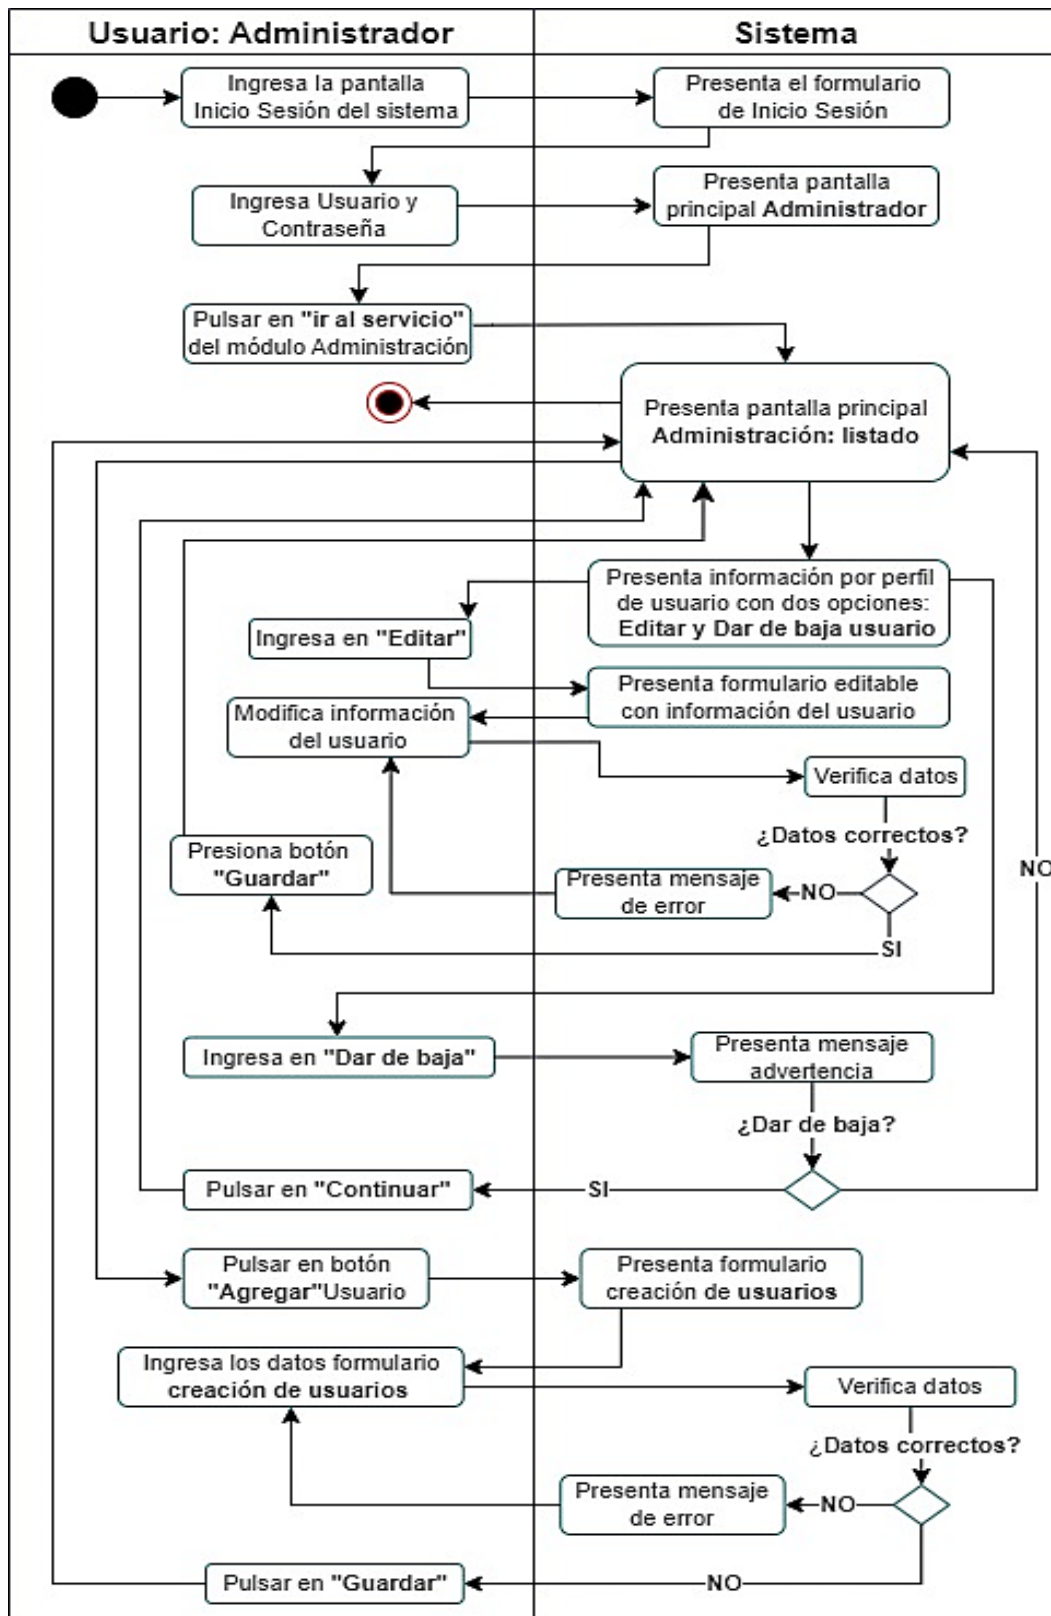 Usuario: Administrador
Sistema
Ingresa la pantalla
Inicio Sesión del sistema
Presenta el formulario
de Inicio Sesión
Ingresa Usuario y
Contraseña
Presenta pantalla
principal Administrador
Pulsar en "ir al servicio"
del módulo Administración
Presenta pantalla principal
Administración: listado
Presenta información por perfil
de usuario con dos opciones:
Editar y Dar de baja usuario
Ingresa en "Editar"
Presenta formulario editable
con información del usuario
Modifica información
del usuario
Verifica datos
¿Datos correctos?
Presiona botón
"Guardar"
Presenta mensaje
de error
NO
NO
SI
Ingresa en "Dar de baja"
Presenta mensaje
advertencia
¿Dar de baja?
Pulsar en "Continuar"
SI
Pulsar en botón
"Agregar"Usuario
Presenta formulario
creación de usuarios
Ingresa los datos formulario
creación de usuarios
Verifica datos
¿Datos correctos?
Presenta mensaje
de error
NO
Pulsar en "Guardar"
NO